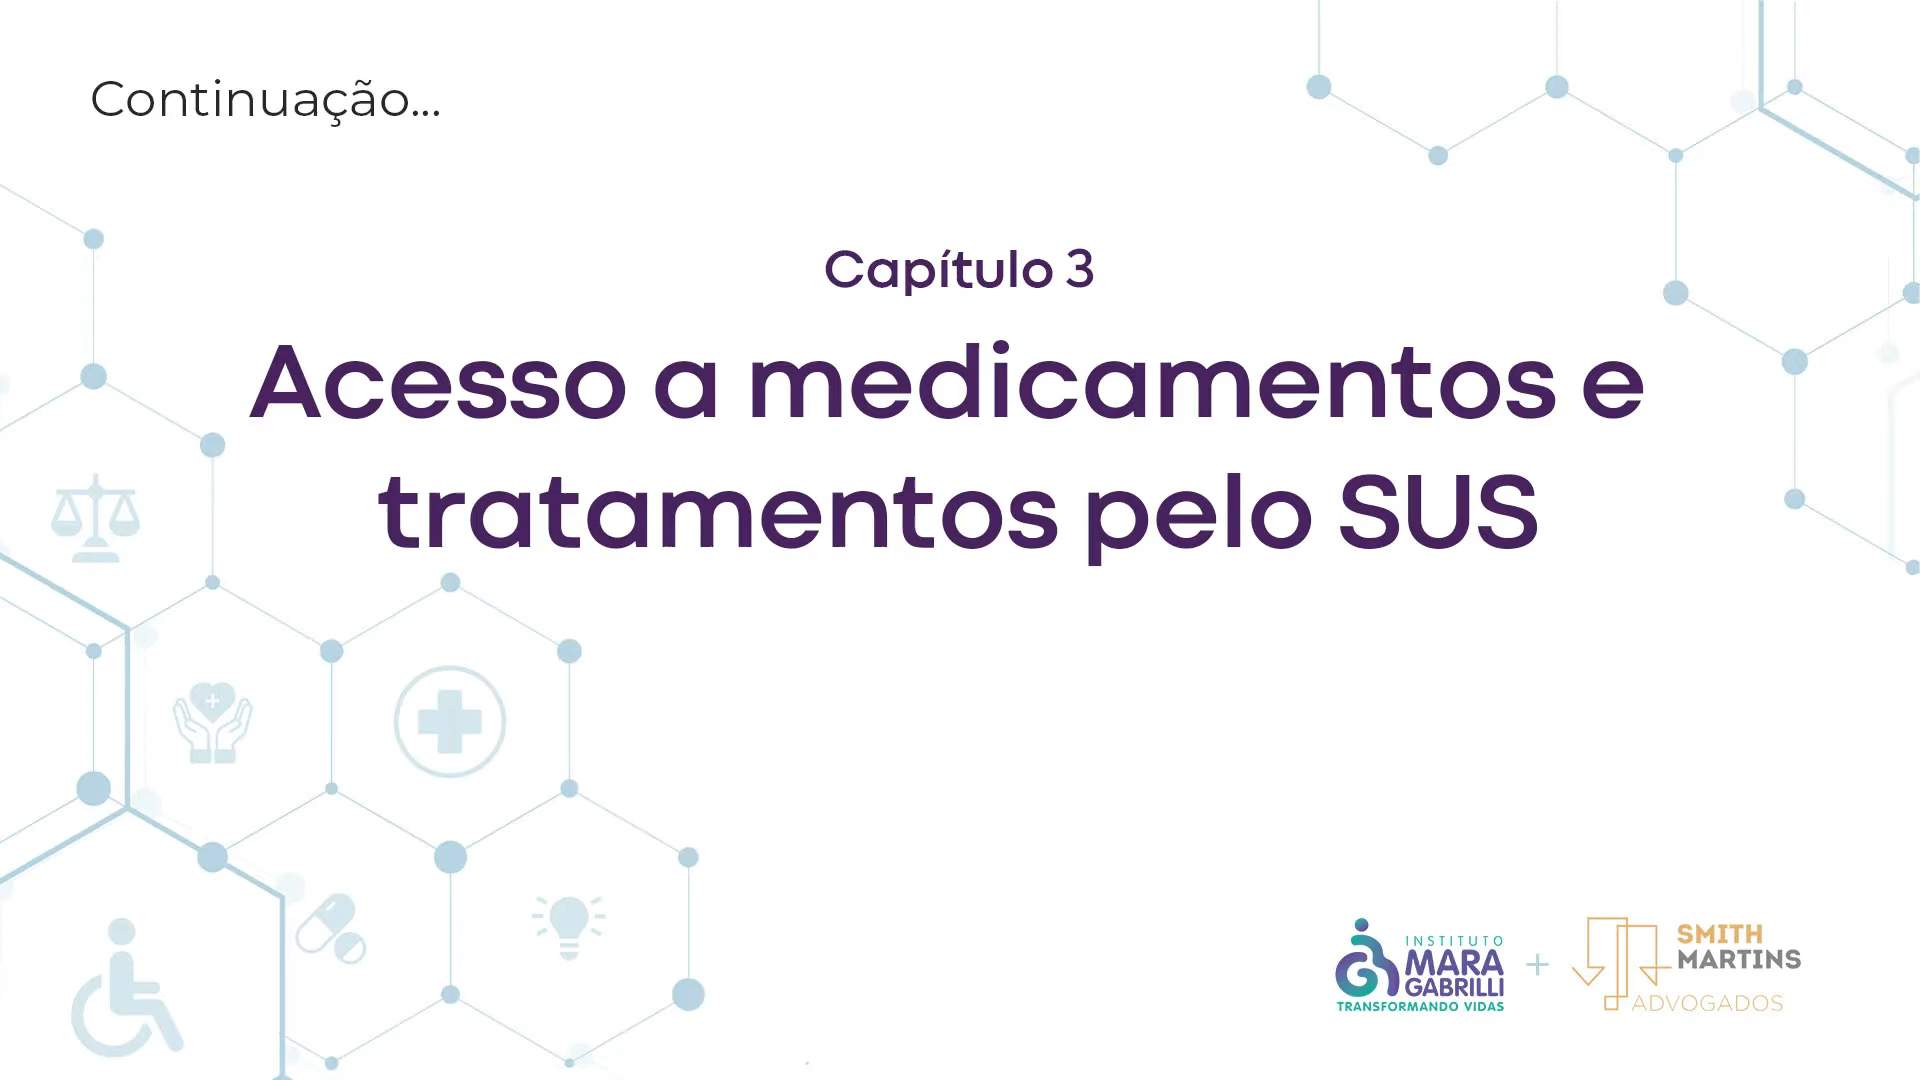 Continuação...
Capítulo 3
Acesso a medicamentos e
tratamentos pelo SUS
INSTITUTO
MARA
GABRILLI
TRANSFORMANDO VIDAS
+
SMITH
MARTINS
ADVOGADOS